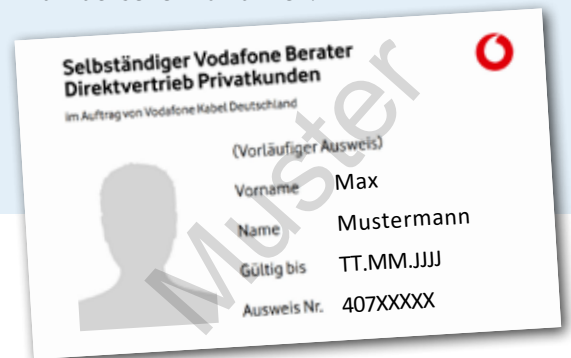 Selbständiger Vodafone Berater
Direktvertrieb Privatkunden
im Auftrag von Vodafone Kabel Deutschland
(Vorläufiger Ausweis)
Vorname Max
Name Mustermann
Gültig bis TT.MM.JJJJ
Ausweis Nr. 407XXXXX
Muster